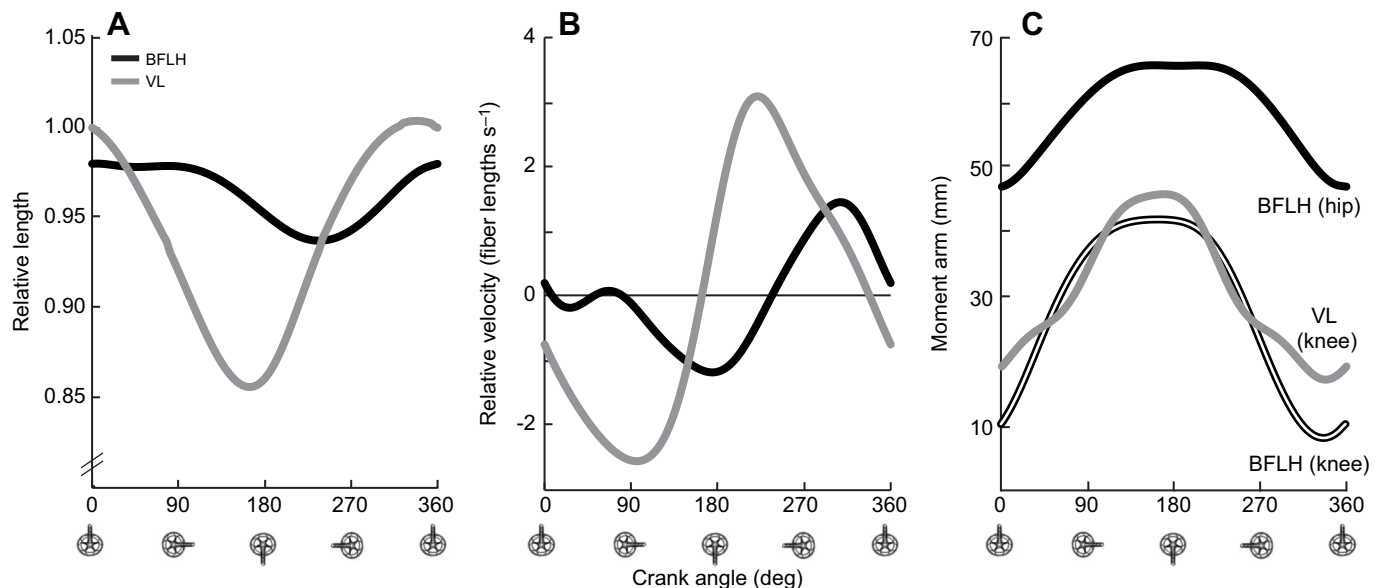 A
1.05
1.00
0.95
0.90
0.85
Relative length
BFLH
VL
0 90 180 270 360
B
4
2
0
-2
Relative velocity (fiber lengths s⁻¹)
0 90 180 270 360
Crank angle (deg)
C
70
50
30
10
Moment arm (mm)
BFLH (hip)
VL
(knee)
BFLH (knee)
0 90 180 270 360